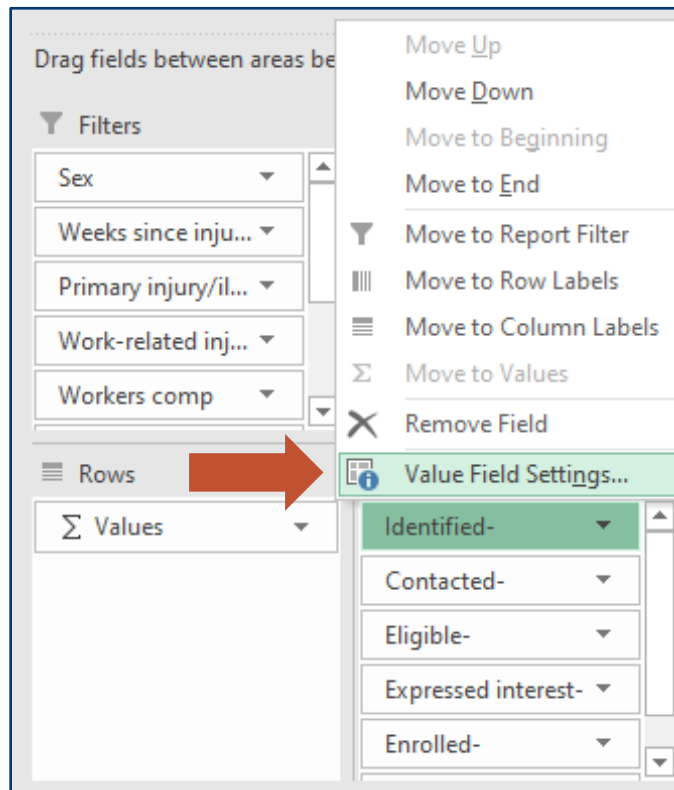 Drag fields between areas be
Filters
Sex
Weeks since inju...
Primary injury/il...
Work-related inj...
Workers comp
Rows
Σ Values
Move Up
Move Down
Move to Beginning
Move to End
Move to Report Filter
Move to Row Labels
Move to Column Labels
Σ Move to Values
Remove Field
Value Field Settings...
Identified-
Contacted-
Eligible-
Expressed interest-
Enrolled-